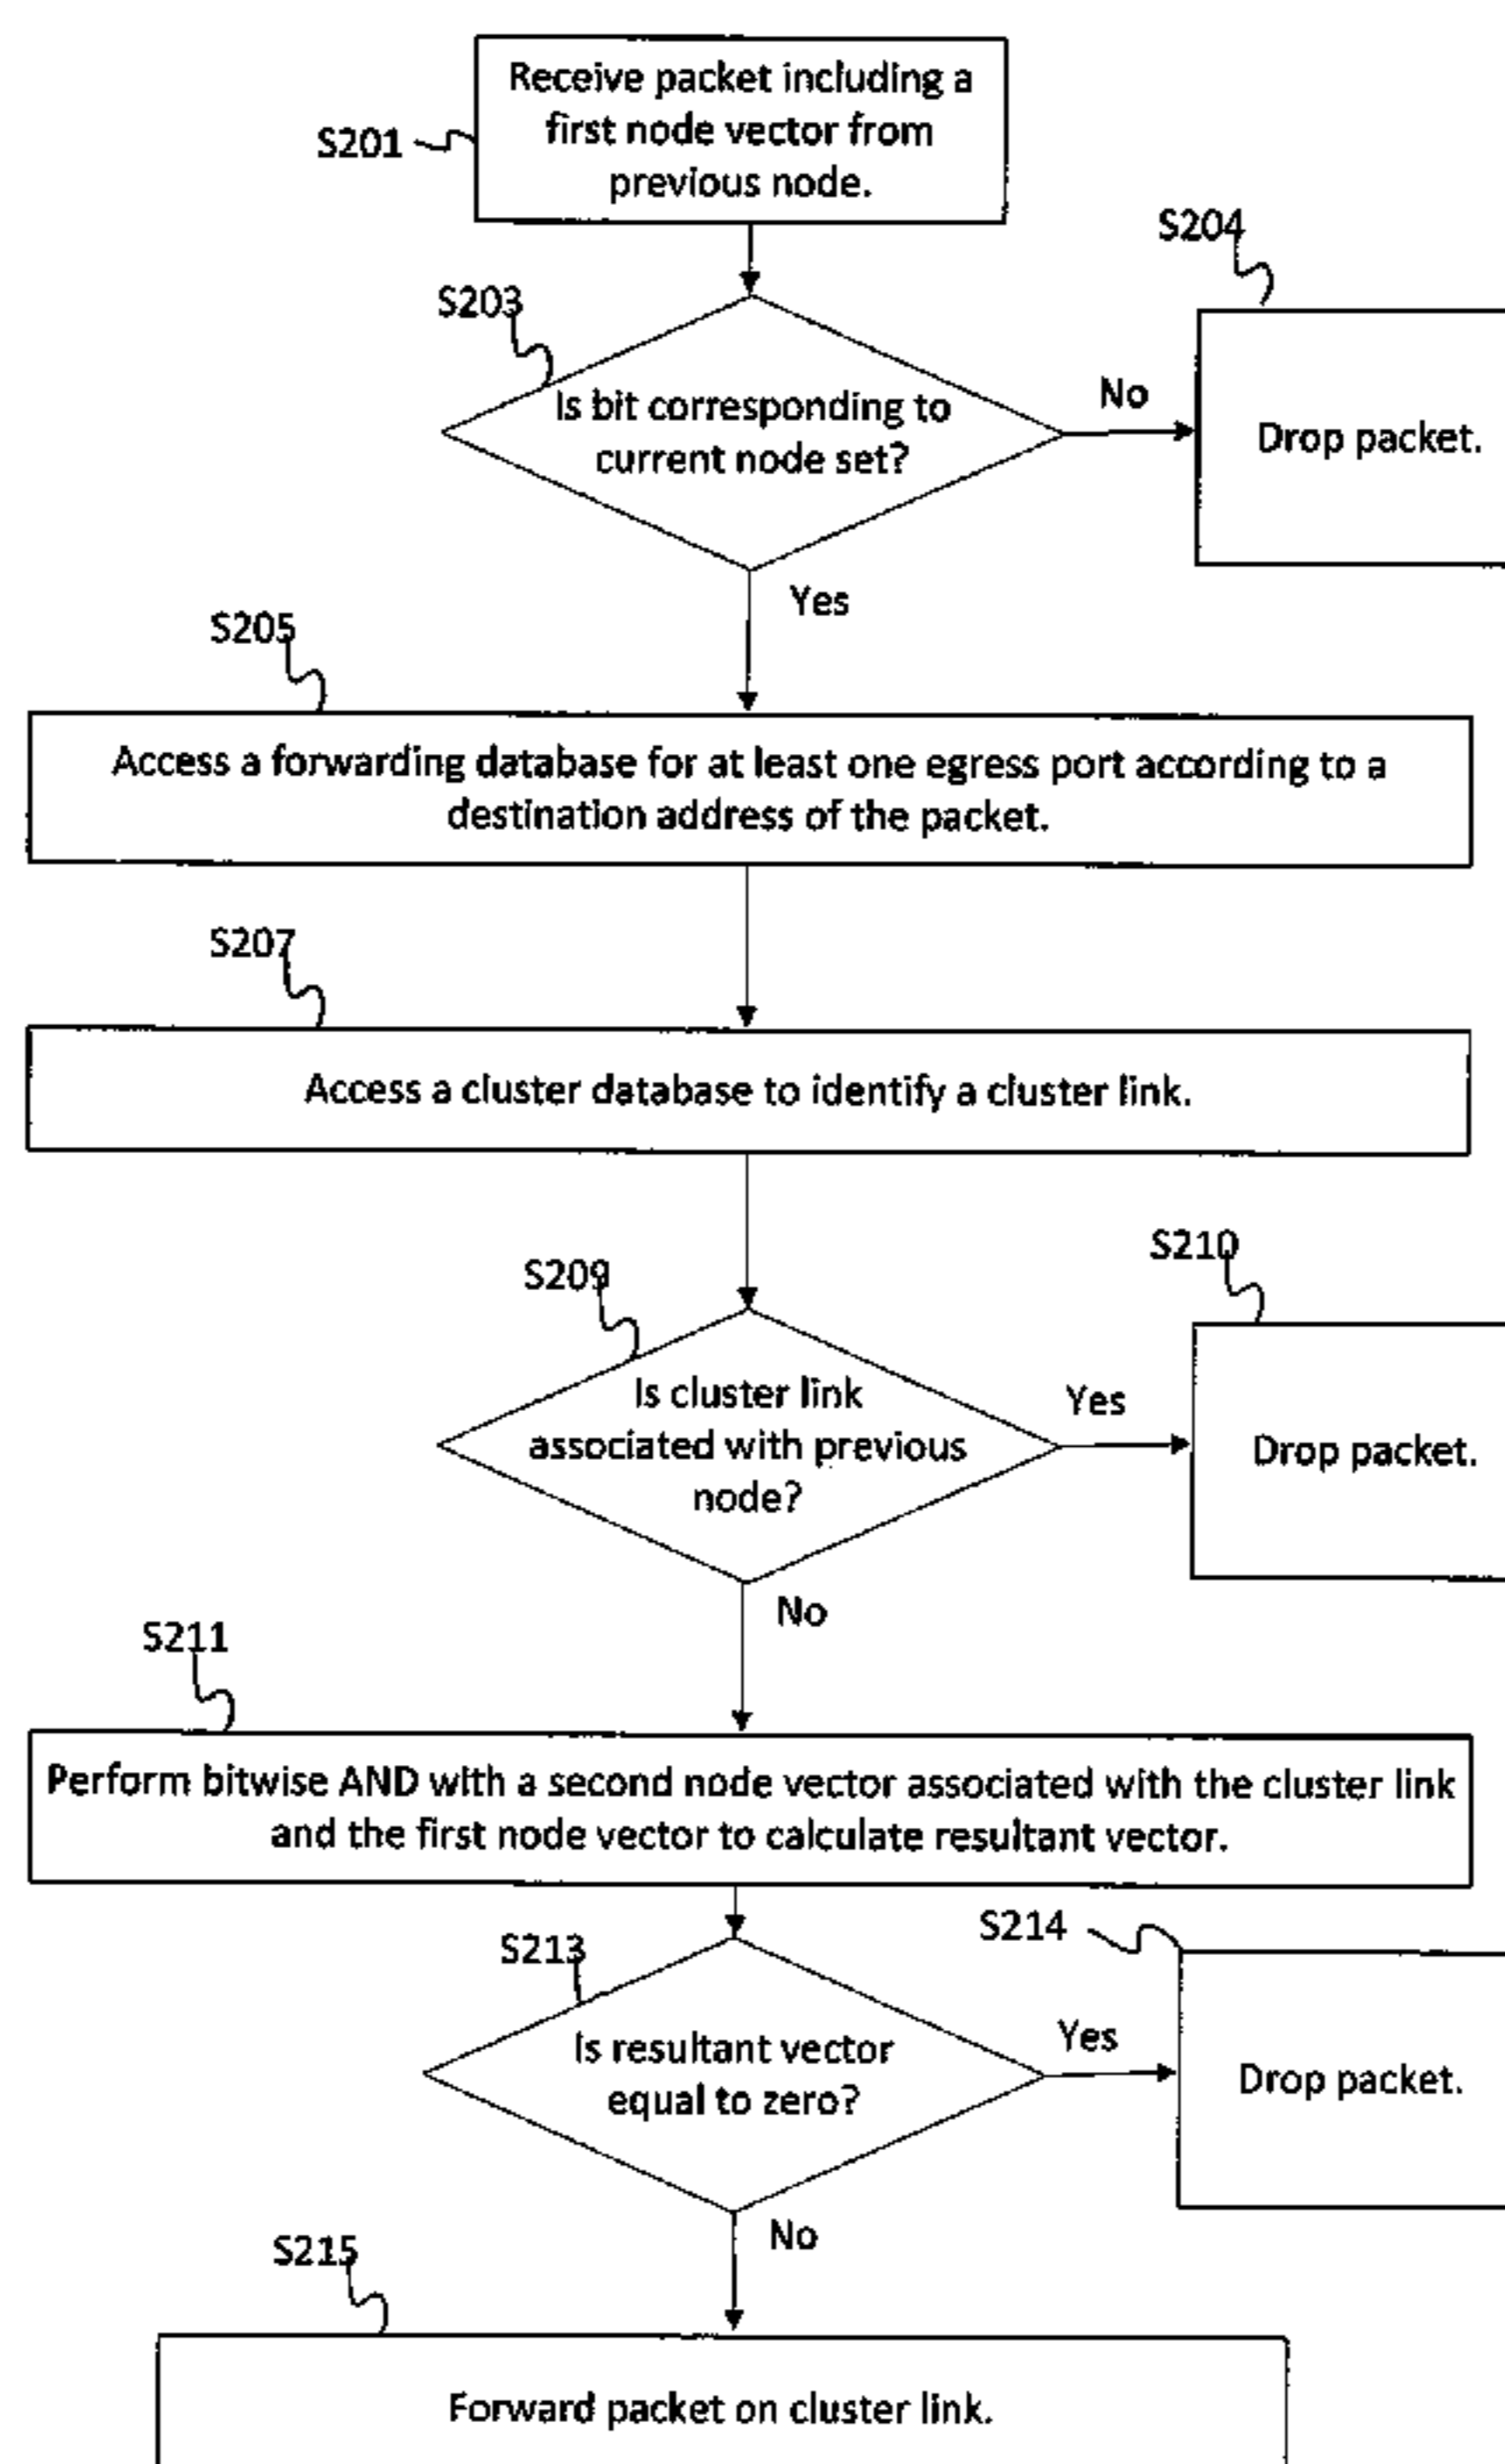 Receive packet including a
first node vector from
previous node.
S201
S204
S203
Is bit corresponding to
current node set?
No
Drop packet.
Yes
S205
Access a forwarding database for at least one egress port according to a
destination address of the packet.
S207
Access a cluster database to identify a cluster link.
S210
S209
Is cluster link
associated with previous
node?
Yes
Drop packet.
No
S211
Perform bitwise AND with a second node vector associated with the cluster link
and the first node vector to calculate resultant vector.
S214
S213
Is resultant vector
equal to zero?
Yes
Drop packet.
No
S215
Forward packet on cluster link.